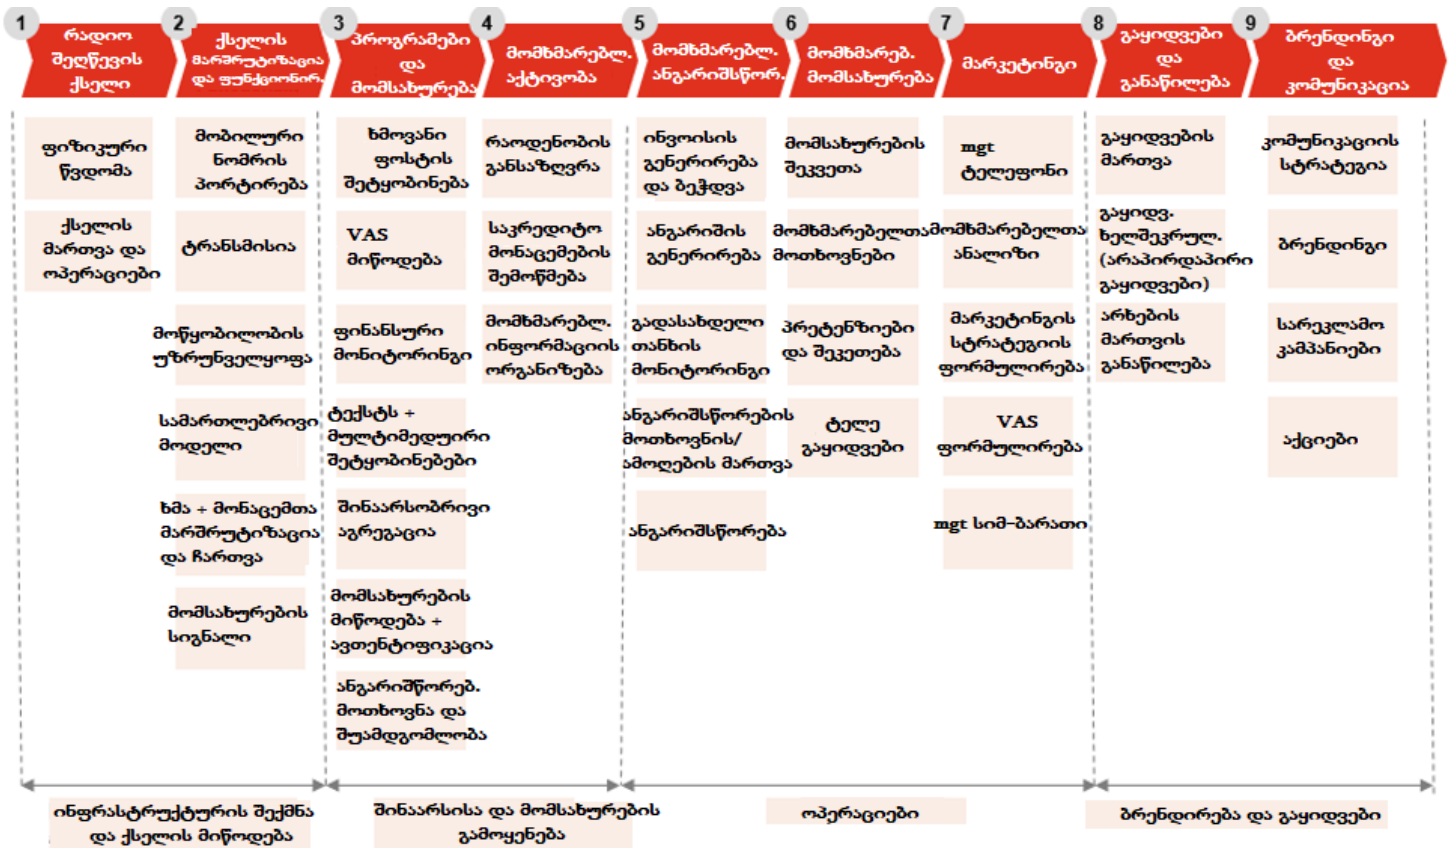 1
რადიო
შეღწევის
ქსელი
2
ქსელის
მარშრუტიზაცია
და ფუნქციონირ.
3
პროგრამები
და
მომსახურება
4
მომხმარებლ.
აქტივობა
5
მომხმარებლ.
ანგარიშსწორ.
6
მომხმარებ.
მომსახურება
7
მარკეტინგი
8
გაყიდვები
და
განაწილება
9
ბრენდინგი
და
კომუნიკაცია
ფიზიკური
წვდომა
ქსელის
მართვა და
ოპერაციები
მობილური
ნომრის
პორტირება
ტრანსმისია
მოწყობილობის
უზრუნველყოფა
სამართლებრივი
მოდელი
ხმა + მონაცემთა
მარშრუტიზაცია
და ჩართვა
მომსახურების
სიგნალი
ხმოვანი
ფოსტის
შეტყობინება
VAS
მიწოდება
ფინანსური
მონიტორინგი
ტექსტს +
მულტიმედუირი
შეტყობინებები
შინაარსობრივი
აგრეგაცია
მომსახურების
მიწოდება +
ავთენტიფიკაცია
ანგარიშწორებ.
მოთხოვნა და
შუამდგომლობა
რაოდენობის
განსაზღვრა
საკრედიტო
მონაცემების
შემოწმება
მომხმარებლ.
ინფორმაციის
ორგანიზება
ინვოისის
გენერირება
და ბეჭდვა
ანგარიშის
გენერირება
გადასახდელი
თანხის
მონიტორინგი
ანგარიშსწორების
მოთხოვნის/
ამოღების მართვა
ანგარიშსწორება
მომსახურების
შეკვეთა
მომხმარებელთა
მოთხოვნები
პრეტენზიები
და შეკეთება
ტელე
გაყიდვები
mgt
ტელეფონი
მომხმარებელთა
ანალიზი
მარკეტინგის
სტრატეგიის
ფორმულირება
VAS
ფორმულირება
mgt სიმ-ბარათი
გაყიდვების
მართვა
გაყიდვ.
ხელშეკრულ.
(არაპირდაპირი
გაყიდვები)
არხების
მართვის
განაწილება
კომუნიკაციის
სტრატეგია
ბრენდინგი
სარეკლამო
კამპანიები
აქციები
ინფრასტრუქტურის შექმნა
და ქსელის მიწოდება
შინაარსისა და მომსახურების
გამოყენება
ოპერაციები
ბრენდირება და გაყიდვები